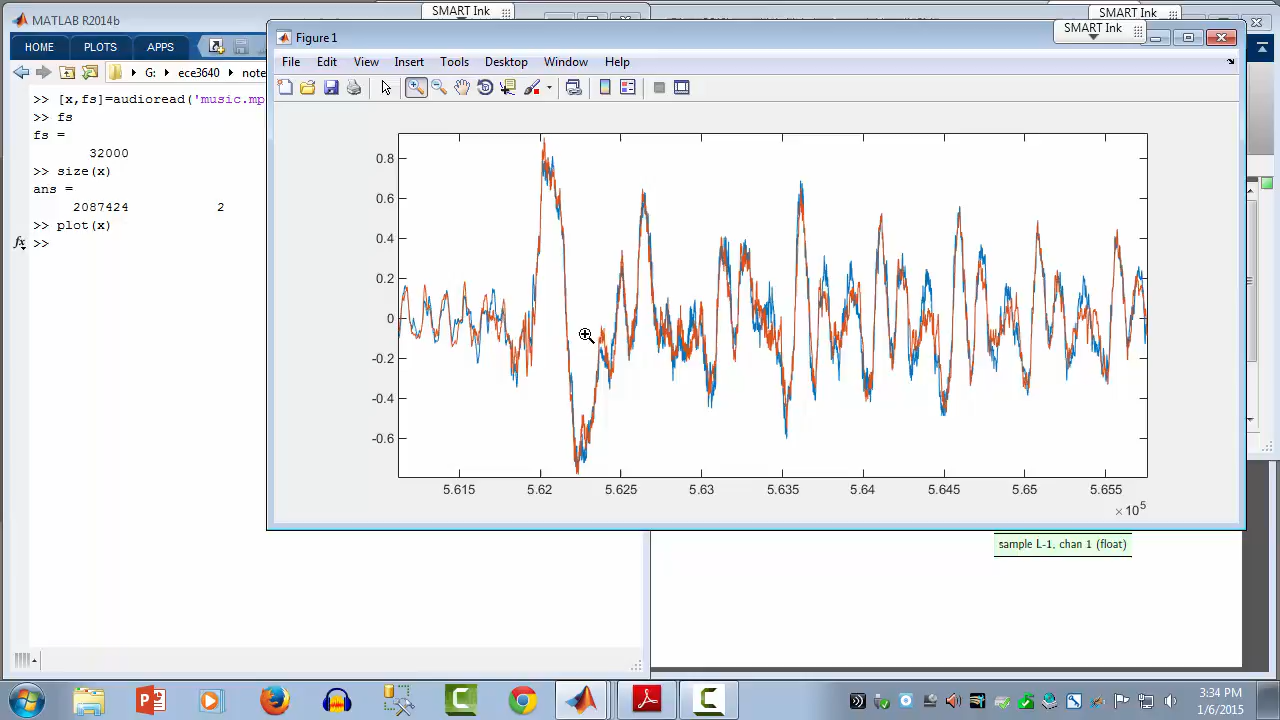 MATLAB R2014b
SMART Ink
SMART Ink
Figure 1
SMART Ink
HOME PLOTS APPS
File Edit View Insert Tools Desktop Window Help
G: ece3640 note
>> [x,fs]=audioread('music.mp
>> fs
fs =
32000
>> size(x)
ans =
2087424 2
>> plot(x)
fx >>
0.8
0.6
0.4
0.2
0
-0.2
-0.4
-0.6
5.615 5.62 5.625 5.63 5.635 5.64 5.645 5.65 5.655
× 10^5
sample L-1, chan 1 (float)
3:34 PM
1/6/2015